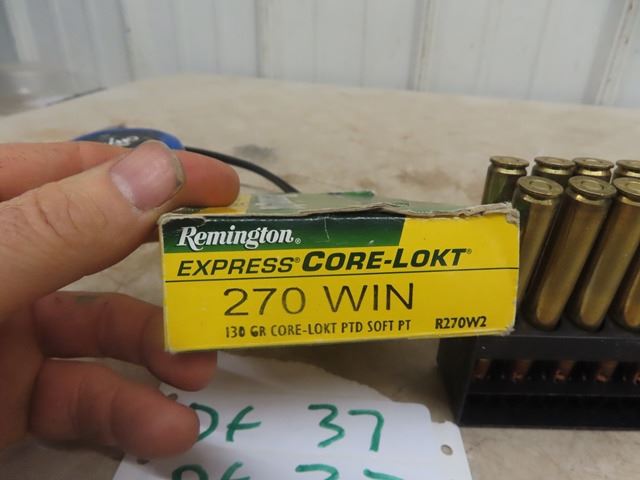 Remington®
EXPRESS® CORE-LOKT®
270 WIN
130 GR CORE-LOKT PTD SOFT PT R270W2
37